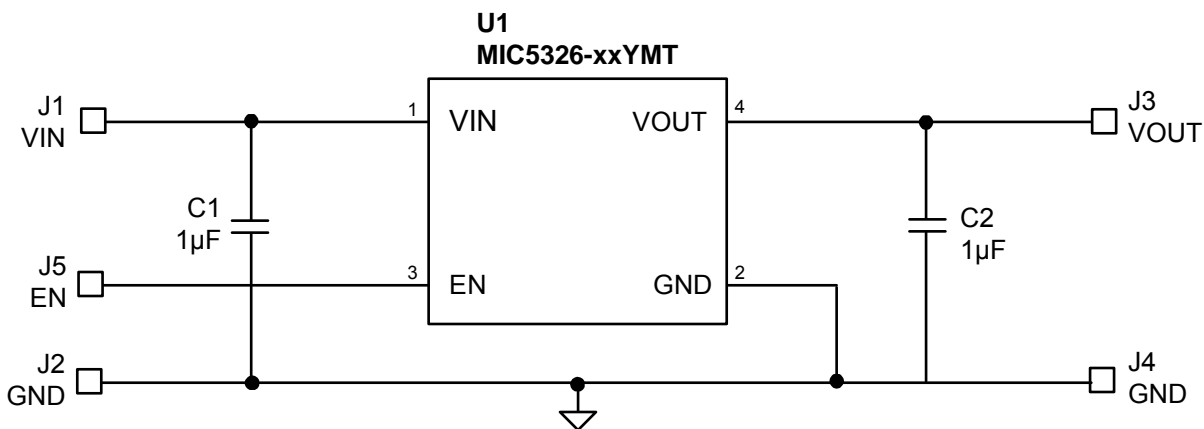 U1
MIC5326-xxYMT
J1
VIN
1
VIN
VOUT
4
J3
VOUT
C1
1µF
C2
1µF
J5
EN
3
EN
GND
2
J2
GND
J4
GND